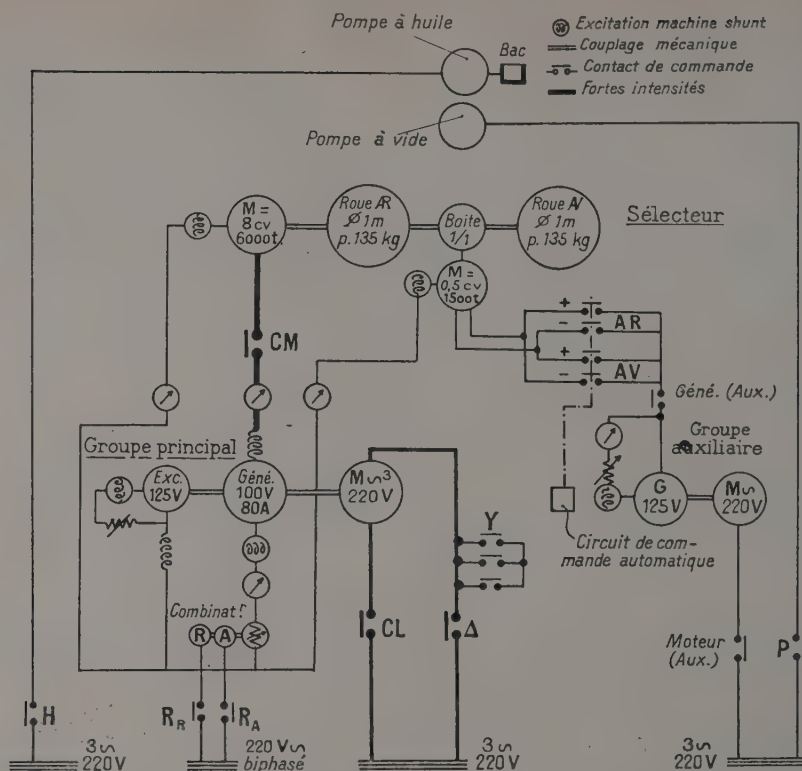 Pompe à huile
Bac
Excitation machine shunt
Couplage mécanique
Contact de commande
Fortes intensités
Pompe à vide
M =
8 cv
6000t.
Roue AR
Ø 1m
p. 135 kg
Boite
1/1
Roue AV
Ø 1m
p. 135 kg
Sélecteur
M =
0,5 cv
1500t.
+
-
AR
+
-
AV
CM
Géné. (Aux.)
Groupe principal
Groupe
auxiliaire
Exc.
125V
Géné.
100V
80A
M∿3
220V
G
125V
M∿
220V
Y
Circuit de com-
mande automatique
Combinat.r
R
A
CL
Δ
Moteur
(Aux.)
P
H
RR
RA
3∿
220V
220V∿
biphasé
3∿
220V
3∿
220V